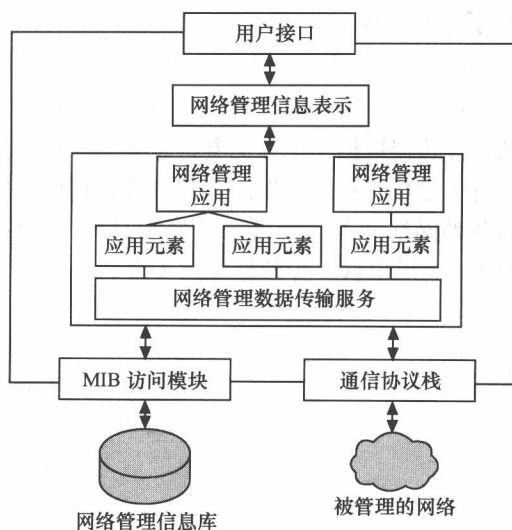 用户接口
网络管理信息表示
网络管理
应用
网络管理
应用
应用元素
应用元素
应用元素
网络管理数据传输服务
MIB 访问模块
通信协议栈
网络管理信息库
被管理的网络